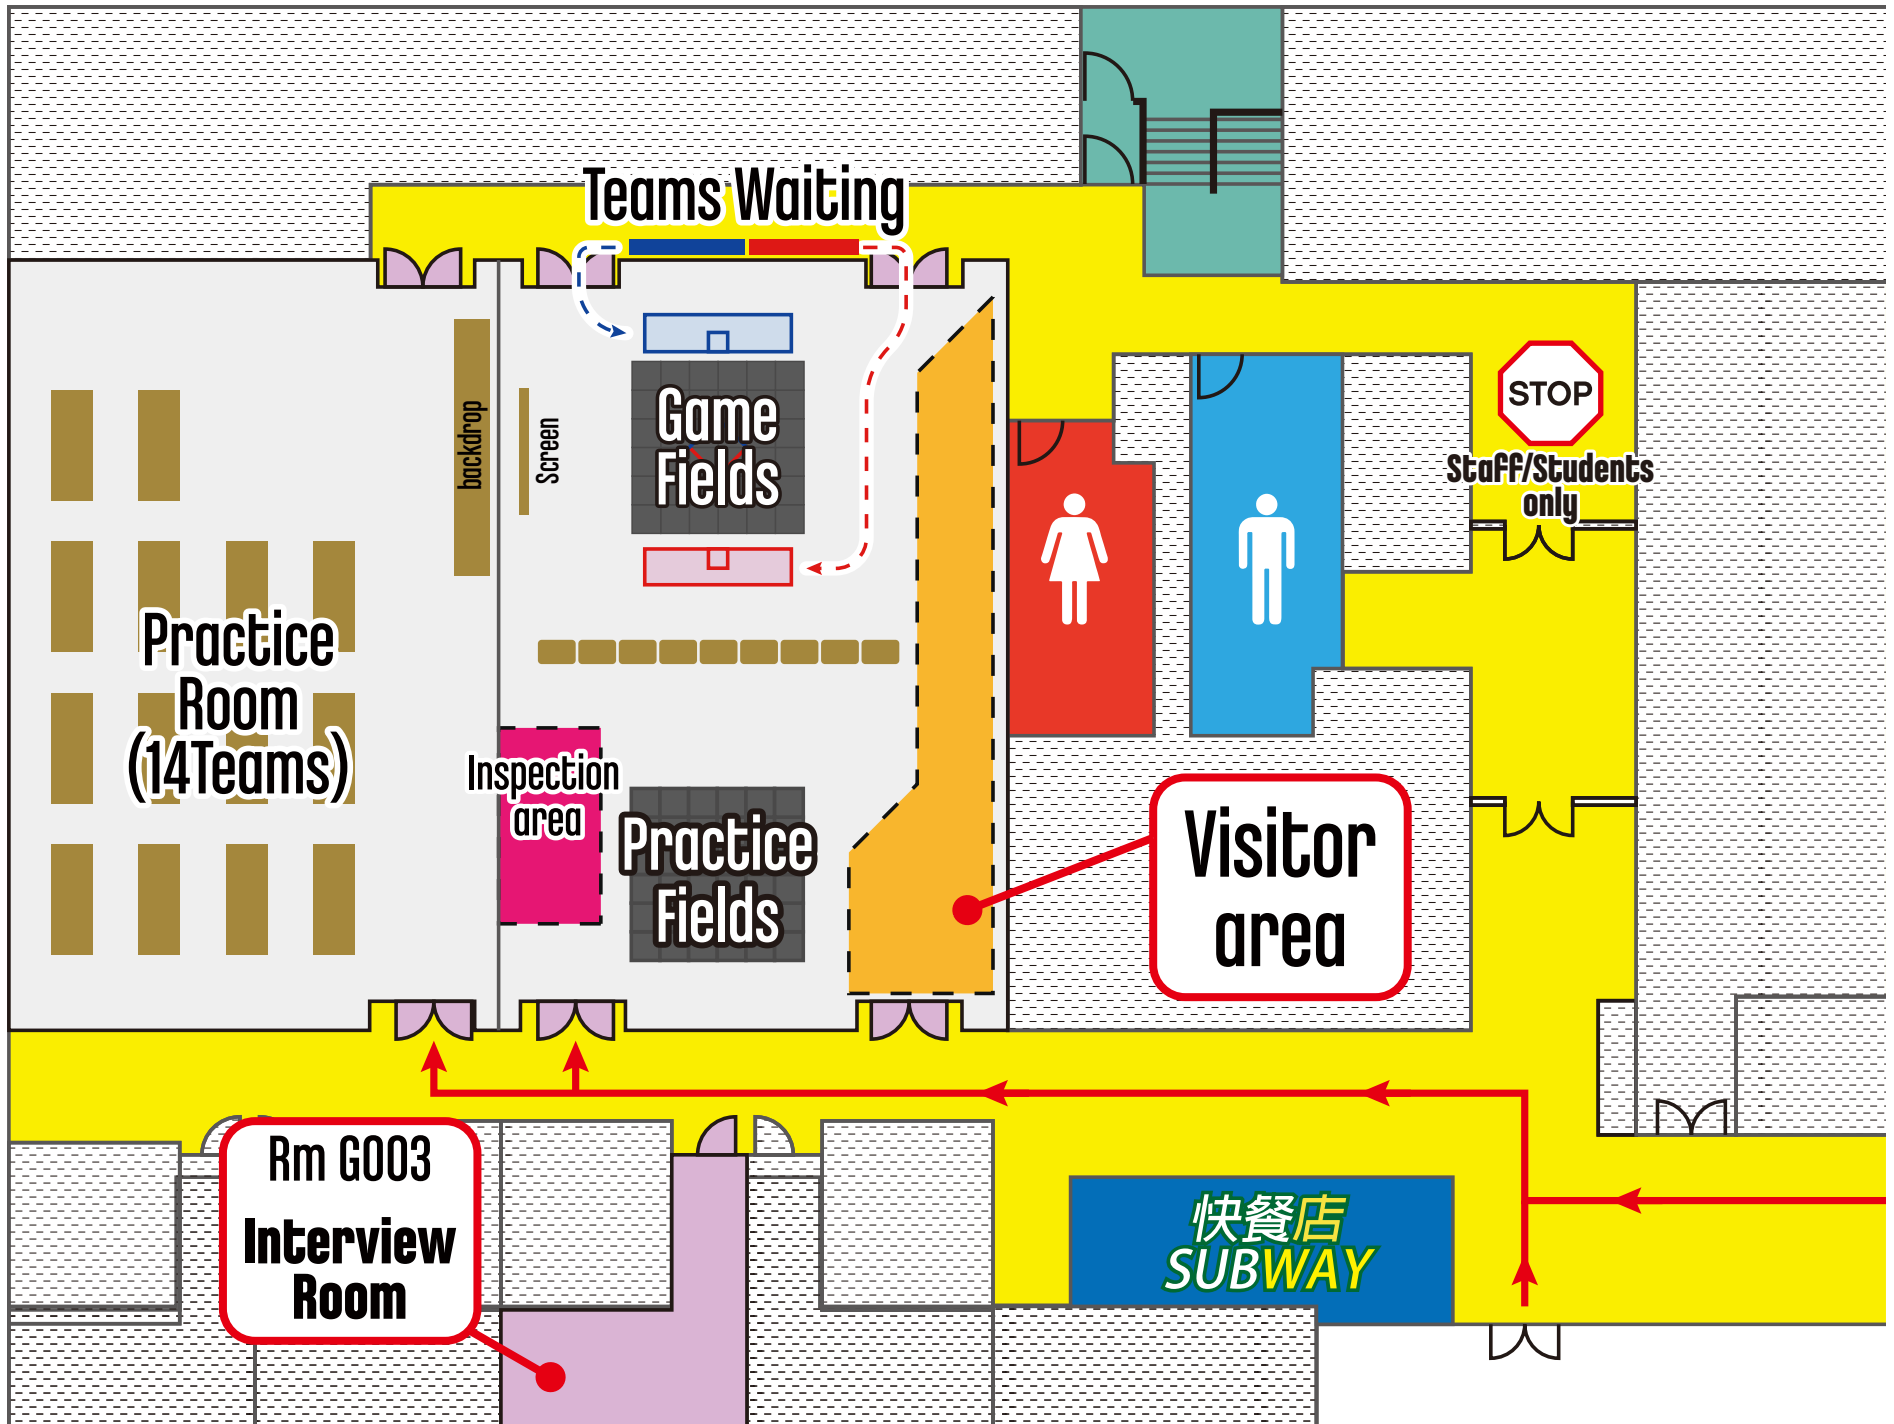 Teams Waiting
backdrop
Screen
Game
Fields
STOP
Staff/Students
only
Practice
Room
(14Teams)
Inspection
area
Practice
Fields
Visitor
area
Rm G003
Interview
Room
快餐店
SUBWAY